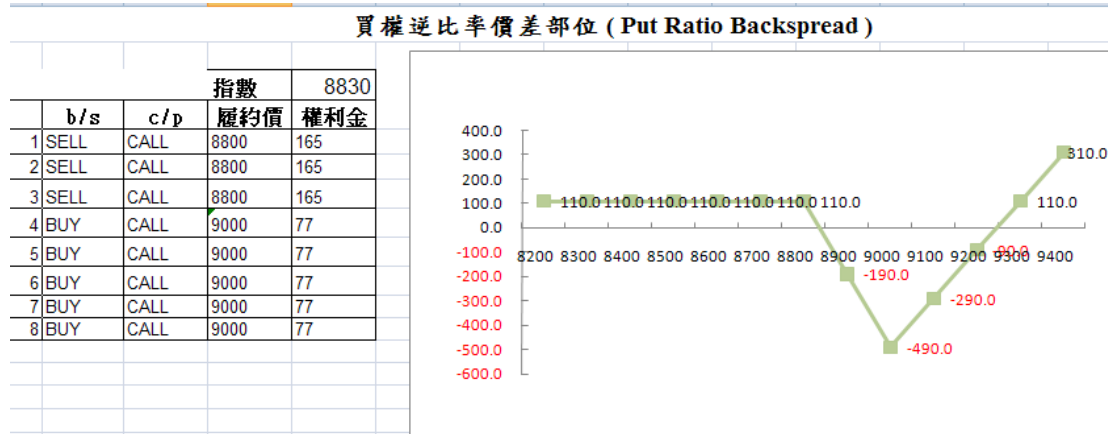 買權逆比率價差部位 ( Put Ratio Backspread )
指數 8830
b/s c/p 履約價 權利金
1 SELL CALL 8800 165
2 SELL CALL 8800 165
3 SELL CALL 8800 165
4 BUY CALL 9000 77
5 BUY CALL 9000 77
6 BUY CALL 9000 77
7 BUY CALL 9000 77
8 BUY CALL 9000 77
400.0
300.0
200.0
100.0
0.0
-100.0
-200.0
-300.0
-400.0
-500.0
-600.0
110.0 110.0 110.0 110.0 110.0 110.0 110.0
-190.0
-490.0
-290.0
-90.0
110.0
310.0
8200 8300 8400 8500 8600 8700 8800 8900 9000 9100 9200 9300 9400